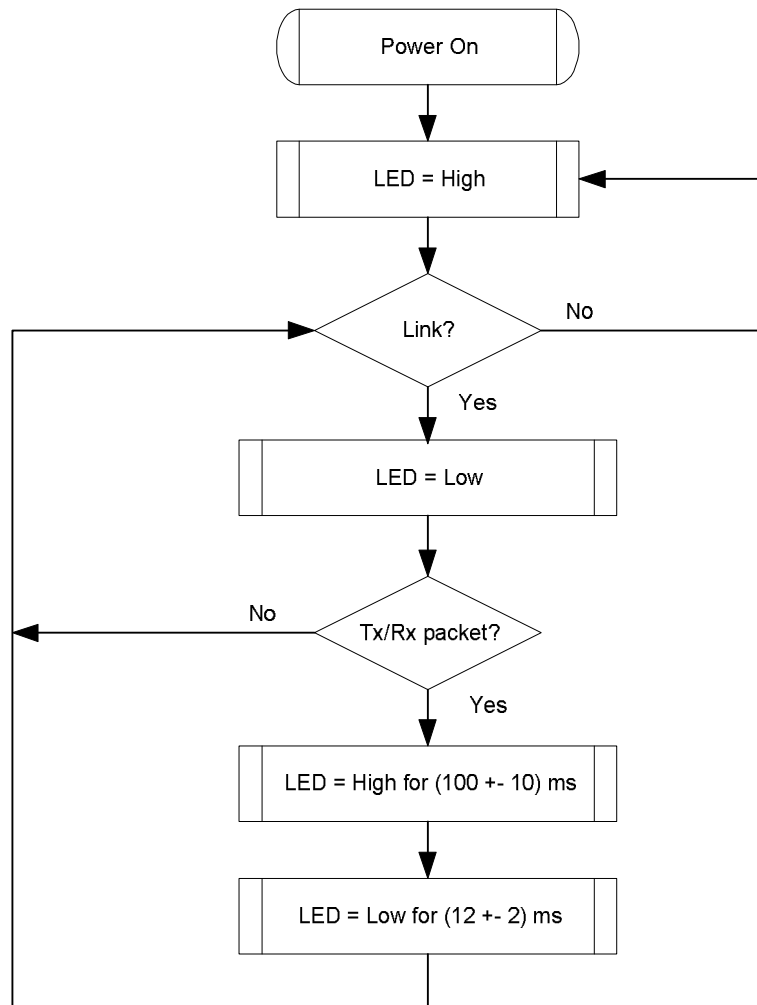 Power On
LED = High
Link?
No
Yes
LED = Low
No
Tx/Rx packet?
Yes
LED = High for (100 +- 10) ms
LED = Low for (12 +- 2) ms